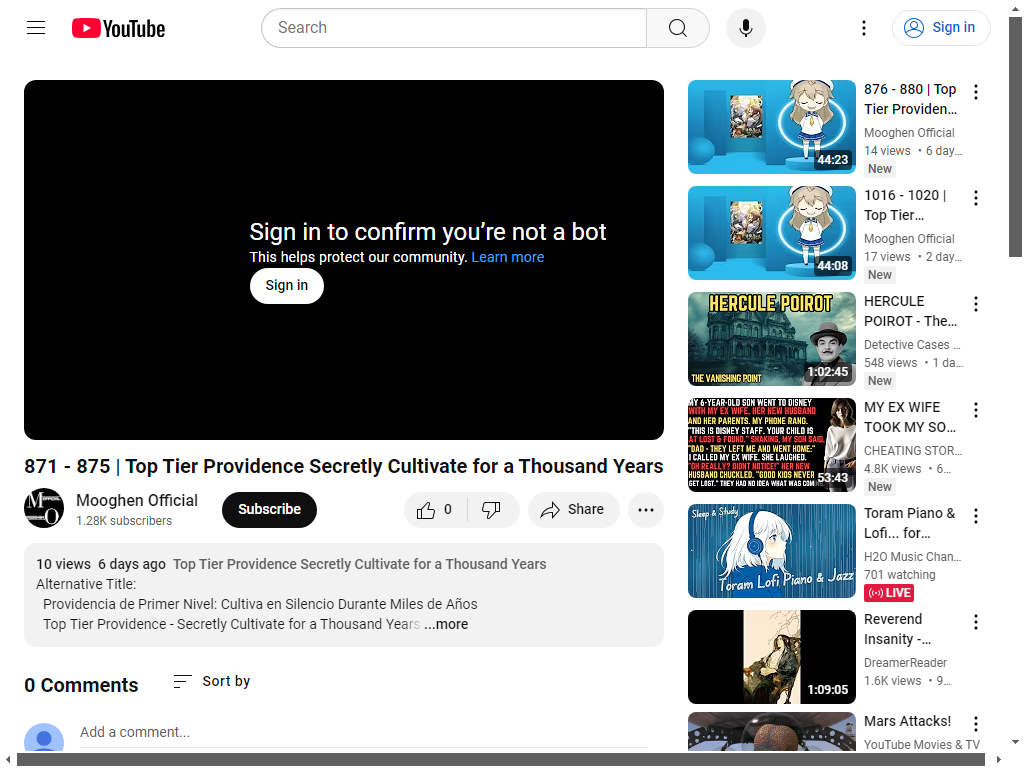 YouTube
Search
Sign in
Sign in to confirm you’re not a bot
This helps protect our community. Learn more
Sign in
871 - 875 | Top Tier Providence Secretly Cultivate for a Thousand Years
Mooghen Official
1.28K subscribers
Subscribe
0
Share
10 views 6 days ago Top Tier Providence Secretly Cultivate for a Thousand Years
Alternative Title:
Providencia de Primer Nivel: Cultiva en Silencio Durante Miles de Años
Top Tier Providence - Secretly Cultivate for a Thousand Years ...more
0 Comments
Sort by
Add a comment...
44:23
876 - 880 | Top
Tier Providen…
Mooghen Official
14 views • 6 day…
New
44:08
1016 - 1020 |
Top Tier…
Mooghen Official
17 views • 2 day…
New
HERCULE POIROT
THE VANISHING POINT
1:02:45
HERCULE
POIROT - The…
Detective Cases …
548 views • 1 da…
New
MY 6-YEAR-OLD SON WENT TO DISNEY
WITH MY EX WIFE, HER NEW HUSBAND
AND HER PARENTS. MY PHONE RANG.
"THIS IS DISNEY STAFF. YOUR CHILD IS
AT LOST & FOUND." SHAKING, MY SON SAID,
"DAD - THEY LEFT ME AND WENT HOME."
I CALLED MY EX WIFE. SHE LAUGHED.
"OH REALLY? DIDNT NOTICE!" HER NEW
HUSBAND CHUCKLED. "GOOD KIDS NEVER
GET LOST." THEY HAD NO IDEA WHAT WAS COM
53:43
MY EX WIFE
TOOK MY SO…
CHEATING STOR…
4.8K views • 6…
New
Sleep & Study
Toram Lofi Piano & Jazz
Toram Piano &
Lofi... for…
H2O Music Chan…
701 watching
LIVE
1:09:05
Reverend
Insanity -…
DreamerReader
1.6K views • 9…
Mars Attacks!
YouTube Movies & TV